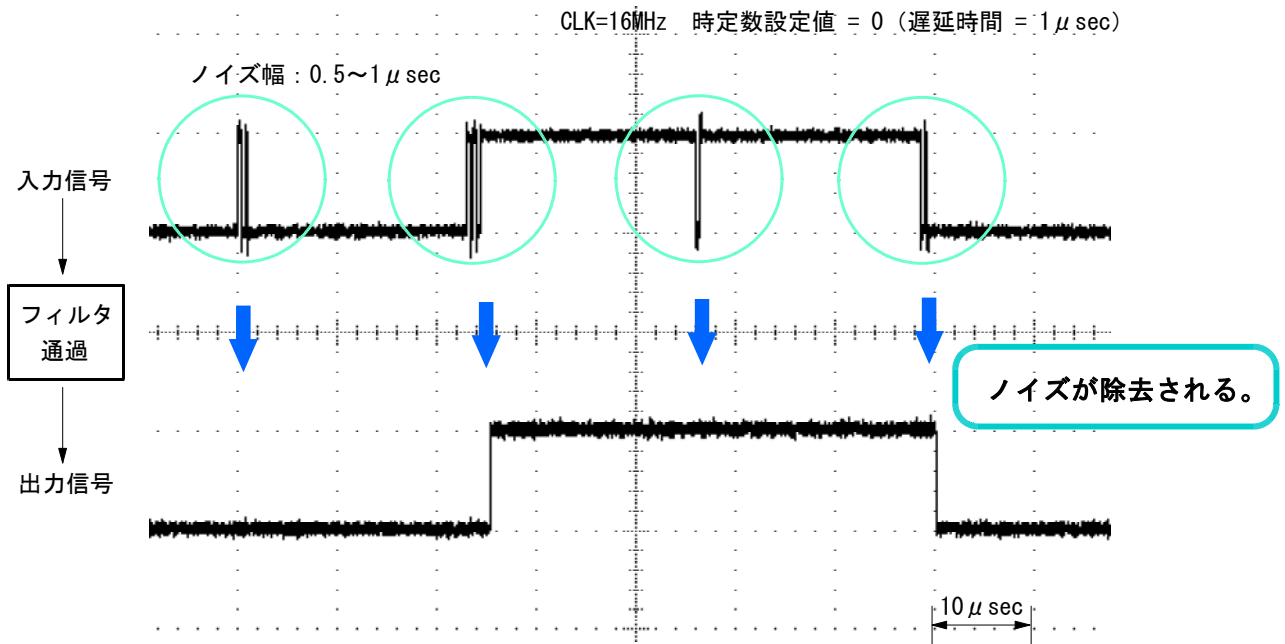 CLK=16MHz 時定数設定値 = 0 (遅延時間 = 1μsec)
ノイズ幅：0.5〜1μsec
入力信号
フィルタ
通過
ノイズが除去される。
出力信号
10μsec